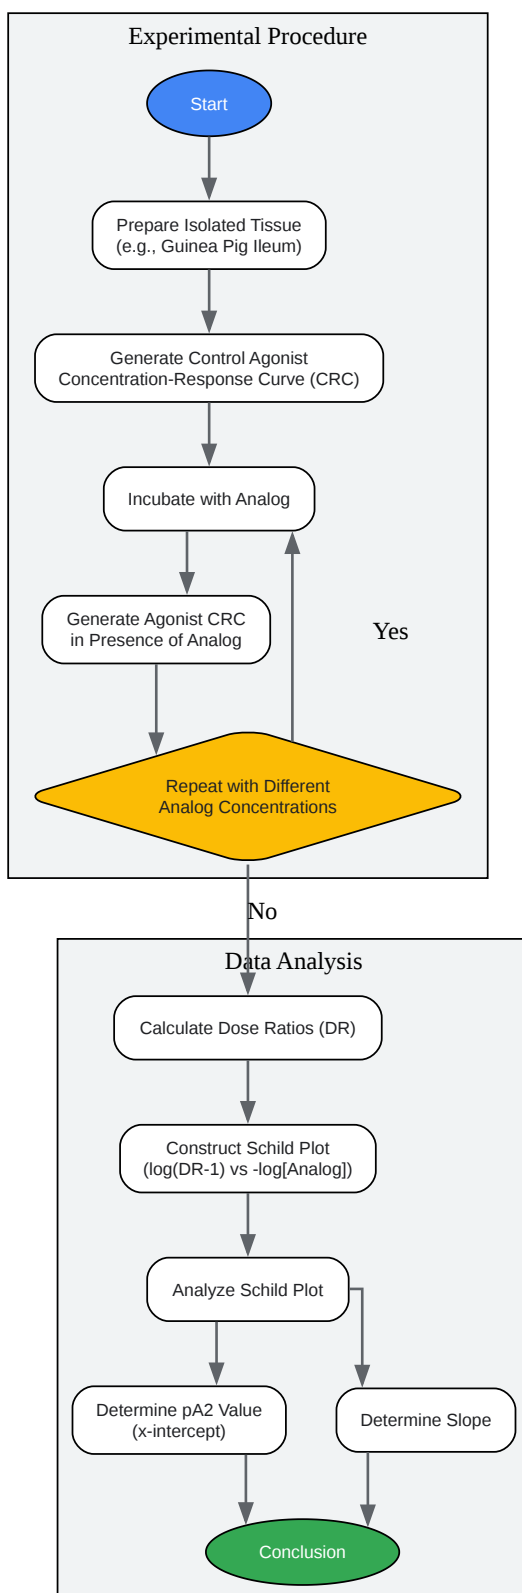 Experimental Procedure
Start
Prepare Isolated Tissue
(e.g., Guinea Pig Ileum)
Generate Control Agonist
Concentration-Response Curve (CRC)
Incubate with Analog
Generate Agonist CRC
in Presence of Analog
Yes
Repeat with Different
Analog Concentrations
No
Data Analysis
Calculate Dose Ratios (DR)
Construct Schild Plot
(log(DR-1) vs -log[Analog])
Analyze Schild Plot
Determine pA2 Value
(x-intercept)
Determine Slope
Conclusion